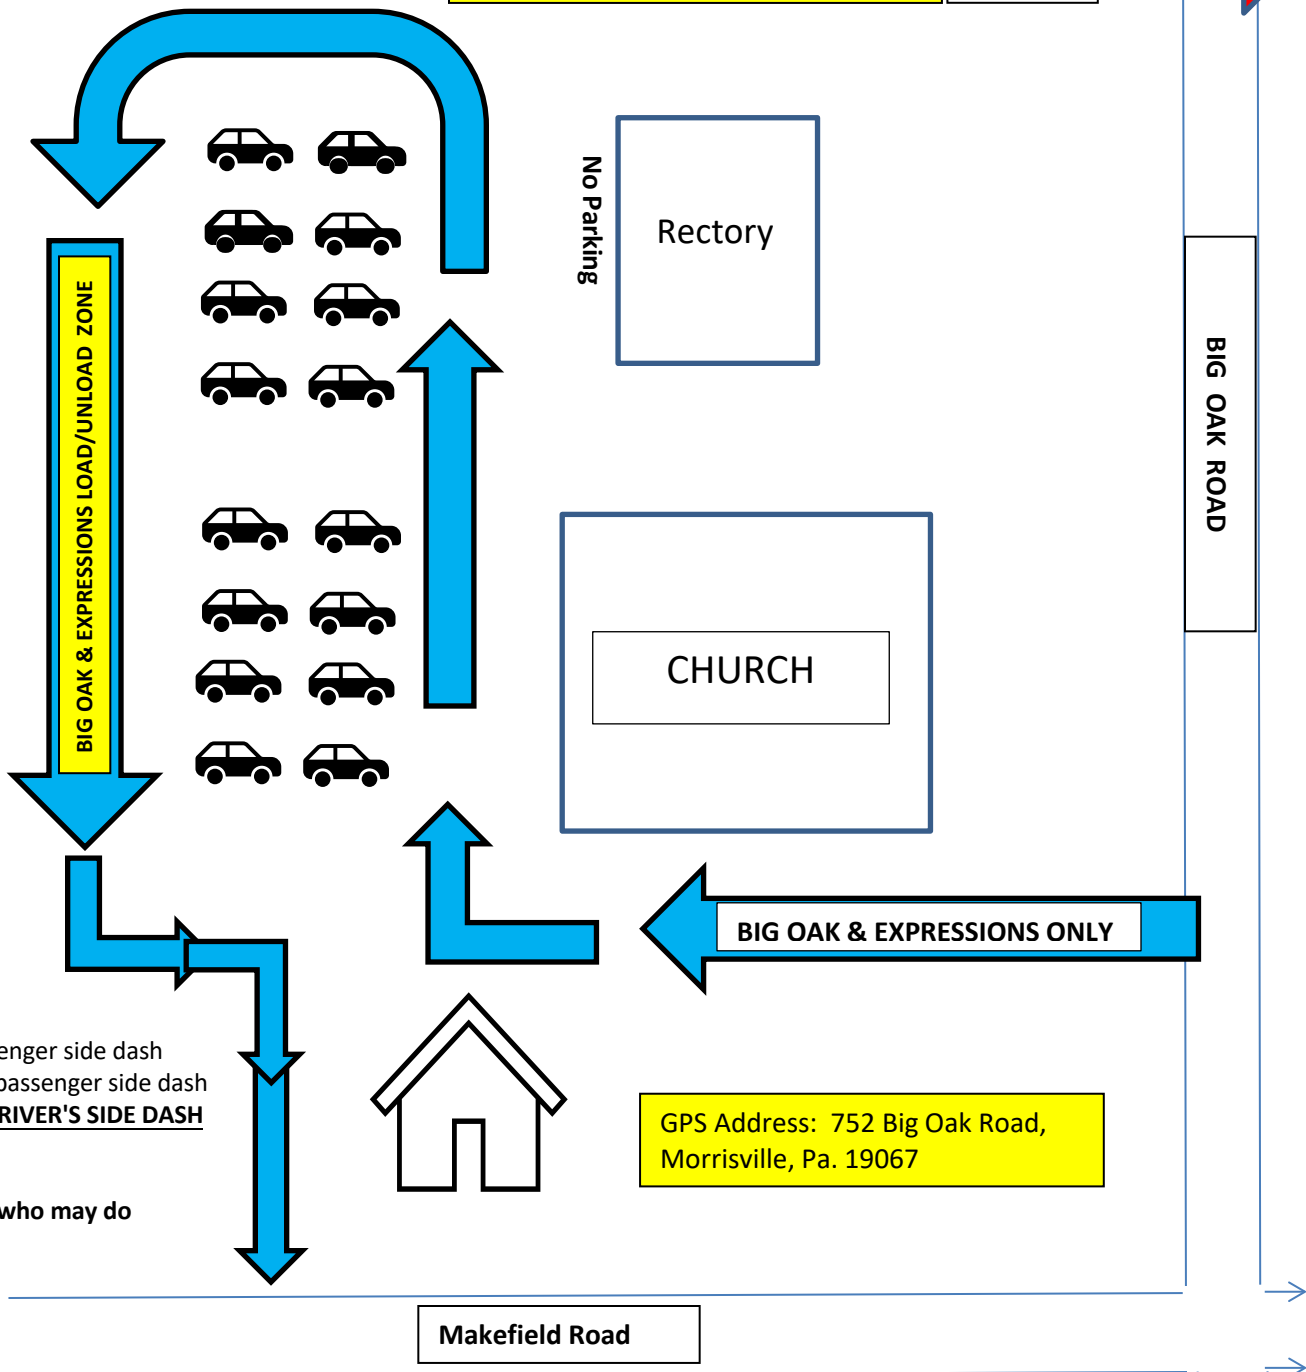 No Parking
Rectory
BIG OAK & EXPRESSIONS LOAD/UNLOAD ZONE
BIG OAK ROAD
CHURCH
BIG OAK & EXPRESSIONS ONLY
enger side dash
passenger side dash
RIVER'S SIDE DASH
GPS Address: 752 Big Oak Road,
Morrisville, Pa. 19067
who may do
Makefield Road